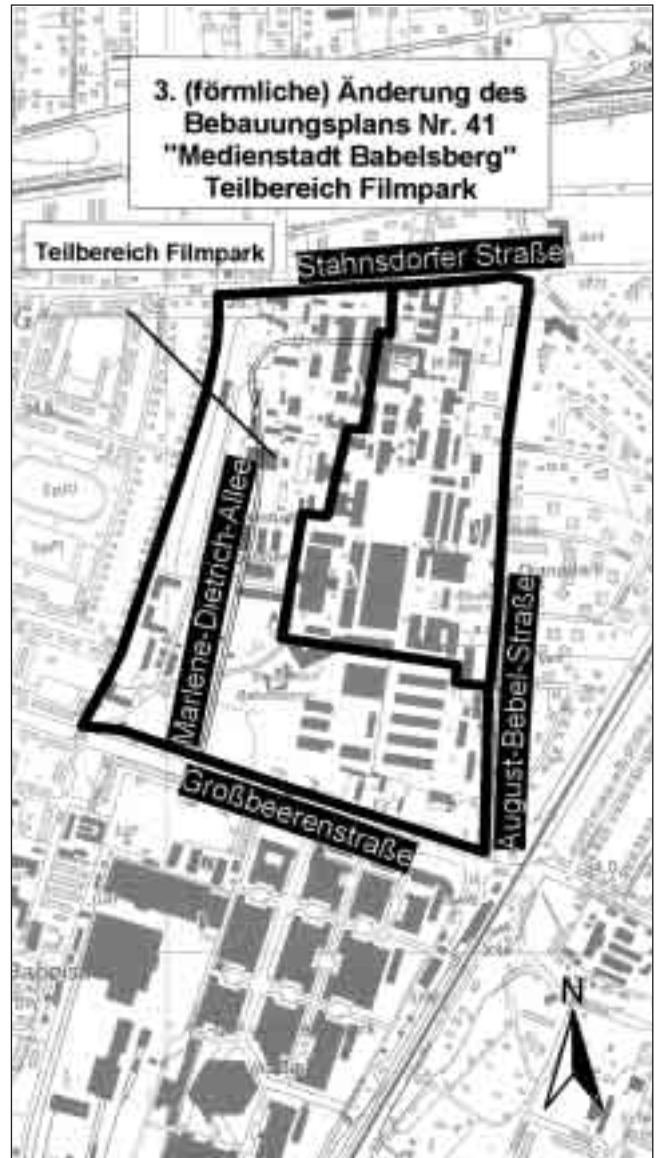 3. (förmliche) Änderung des
Bebauungsplans Nr. 41
"Medienstadt Babelsberg"
Teilbereich Filmpark
Teilbereich Filmpark
Stahnsdorfer Straße
Marlene-Dietrich-Allee
August-Bebel-Straße
Großbeerenstraße
N